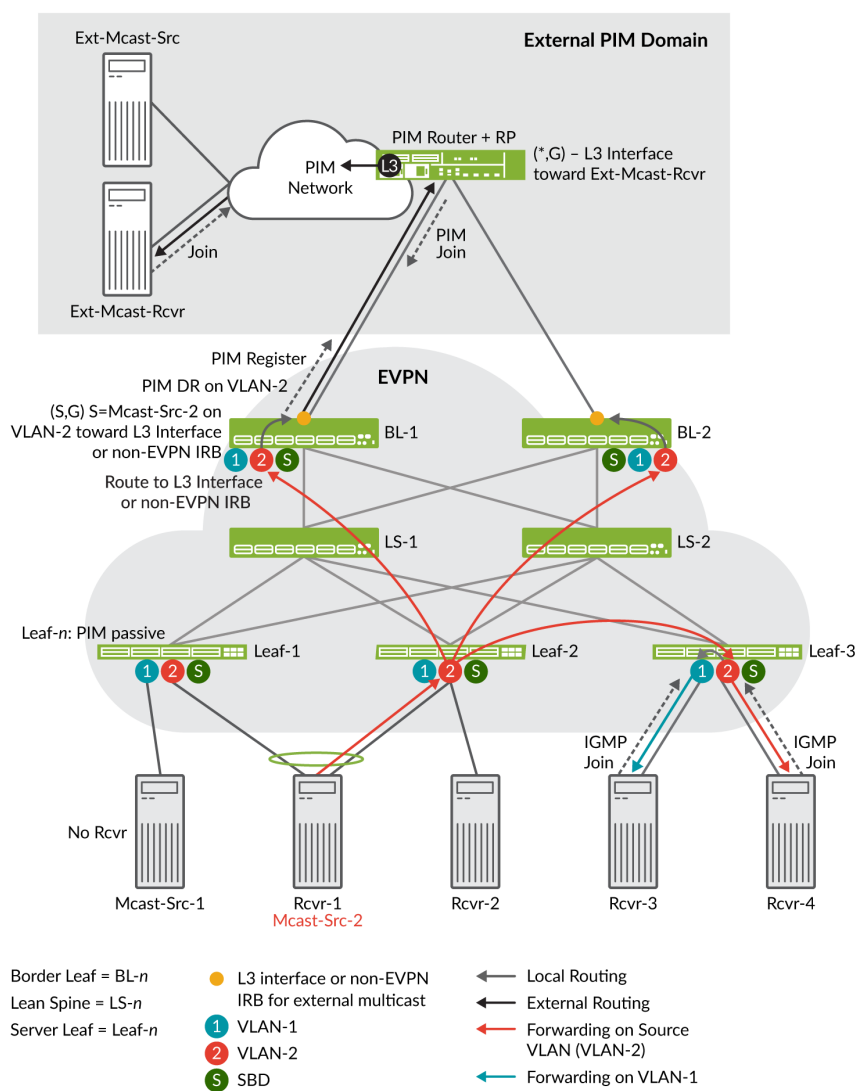 Ext-Mcast-Src
External PIM Domain
PIM Router + RP
PIM
Network
L3
(*,G) – L3 Interface
toward Ext-Mcast-Rcvr
Join
PIM
Join
Ext-Mcast-Rcvr
PIM Register
PIM DR on VLAN-2
EVPN
(S,G) S=Mcast-Src-2 on
VLAN-2 toward L3 Interface
or non-EVPN IRB
BL-1
BL-2
1 2 S
S 1 2
Route to L3 Interface
or non-EVPN IRB
LS-1
LS-2
Leaf-n: PIM passive
Leaf-1
Leaf-2
Leaf-3
1 2 S
1 2 S
1 2 S
IGMP
Join
IGMP
Join
No Rcvr
Mcast-Src-1
Rcvr-1
Mcast-Src-2
Rcvr-2
Rcvr-3
Rcvr-4
Border Leaf = BL-n
Lean Spine = LS-n
Server Leaf = Leaf-n
L3 interface or non-EVPN
IRB for external multicast
1 VLAN-1
2 VLAN-2
S SBD
Local Routing
External Routing
Forwarding on Source
VLAN (VLAN-2)
Forwarding on VLAN-1